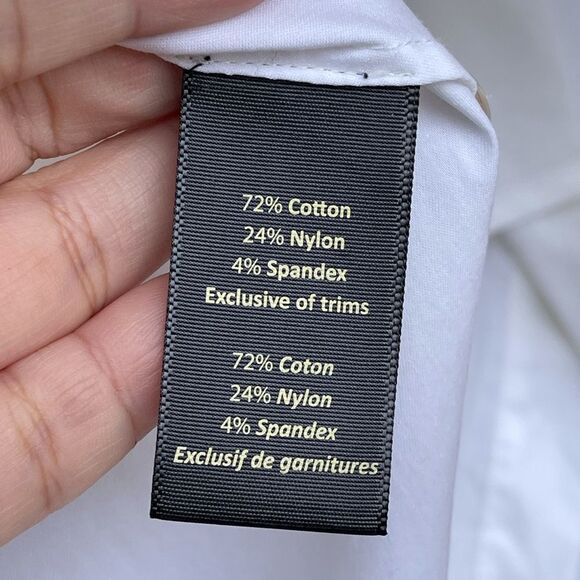 72% Cotton
24% Nylon
4% Spandex
Exclusive of trims
72% Coton
24% Nylon
4% Spandex
Exclusif de garnitures